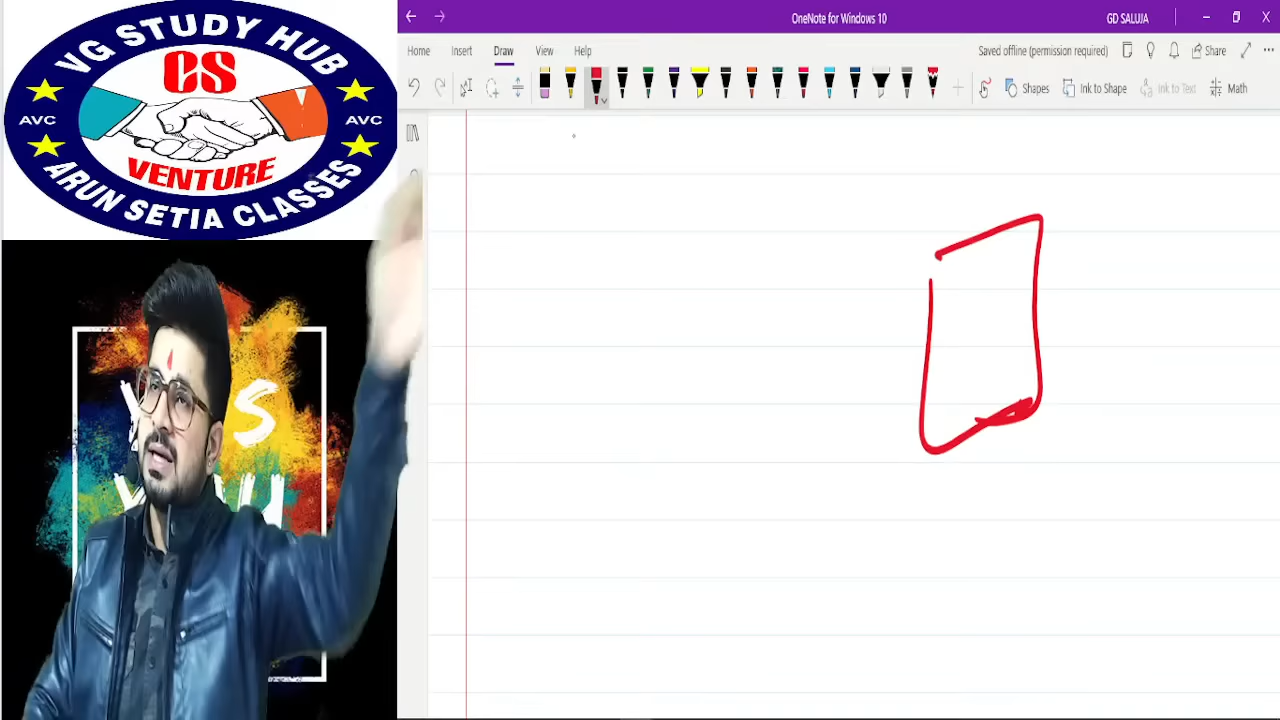 VG STUDY HUB
CS
AVC
AVC
VENTURE
ARUN SETIA CLASSES
OneNote for Windows 10
GD SALUJA
Home
Insert
Draw
View
Help
Saved offline (permission required)
Share
Shapes
Ink to Shape
Ink to Text
Math